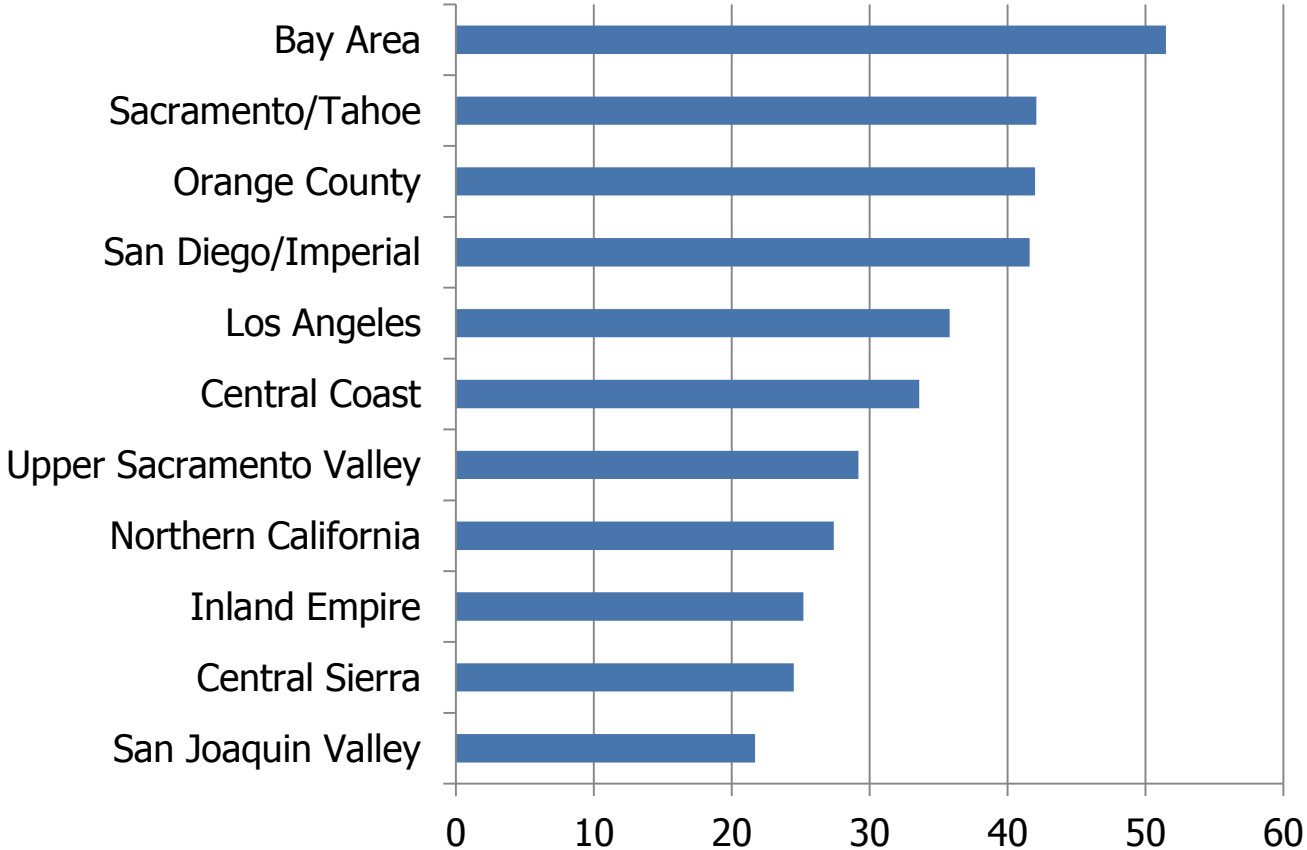 Bay Area
Sacramento/Tahoe
Orange County
San Diego/Imperial
Los Angeles
Central Coast
Upper Sacramento Valley
Northern California
Inland Empire
Central Sierra
San Joaquin Valley
0 10 20 30 40 50 60